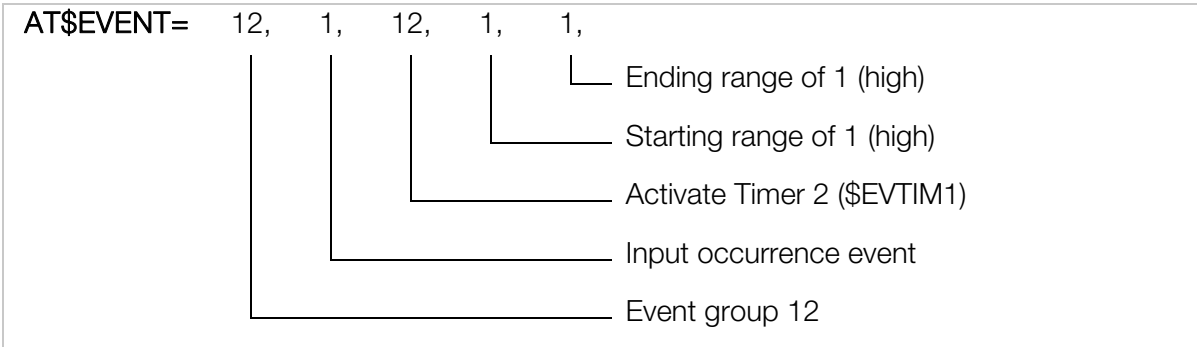 AT$EVENT= 12, 1, 12, 1, 1,
Ending range of 1 (high)
Starting range of 1 (high)
Activate Timer 2 ($EVTIM1)
Input occurrence event
Event group 12